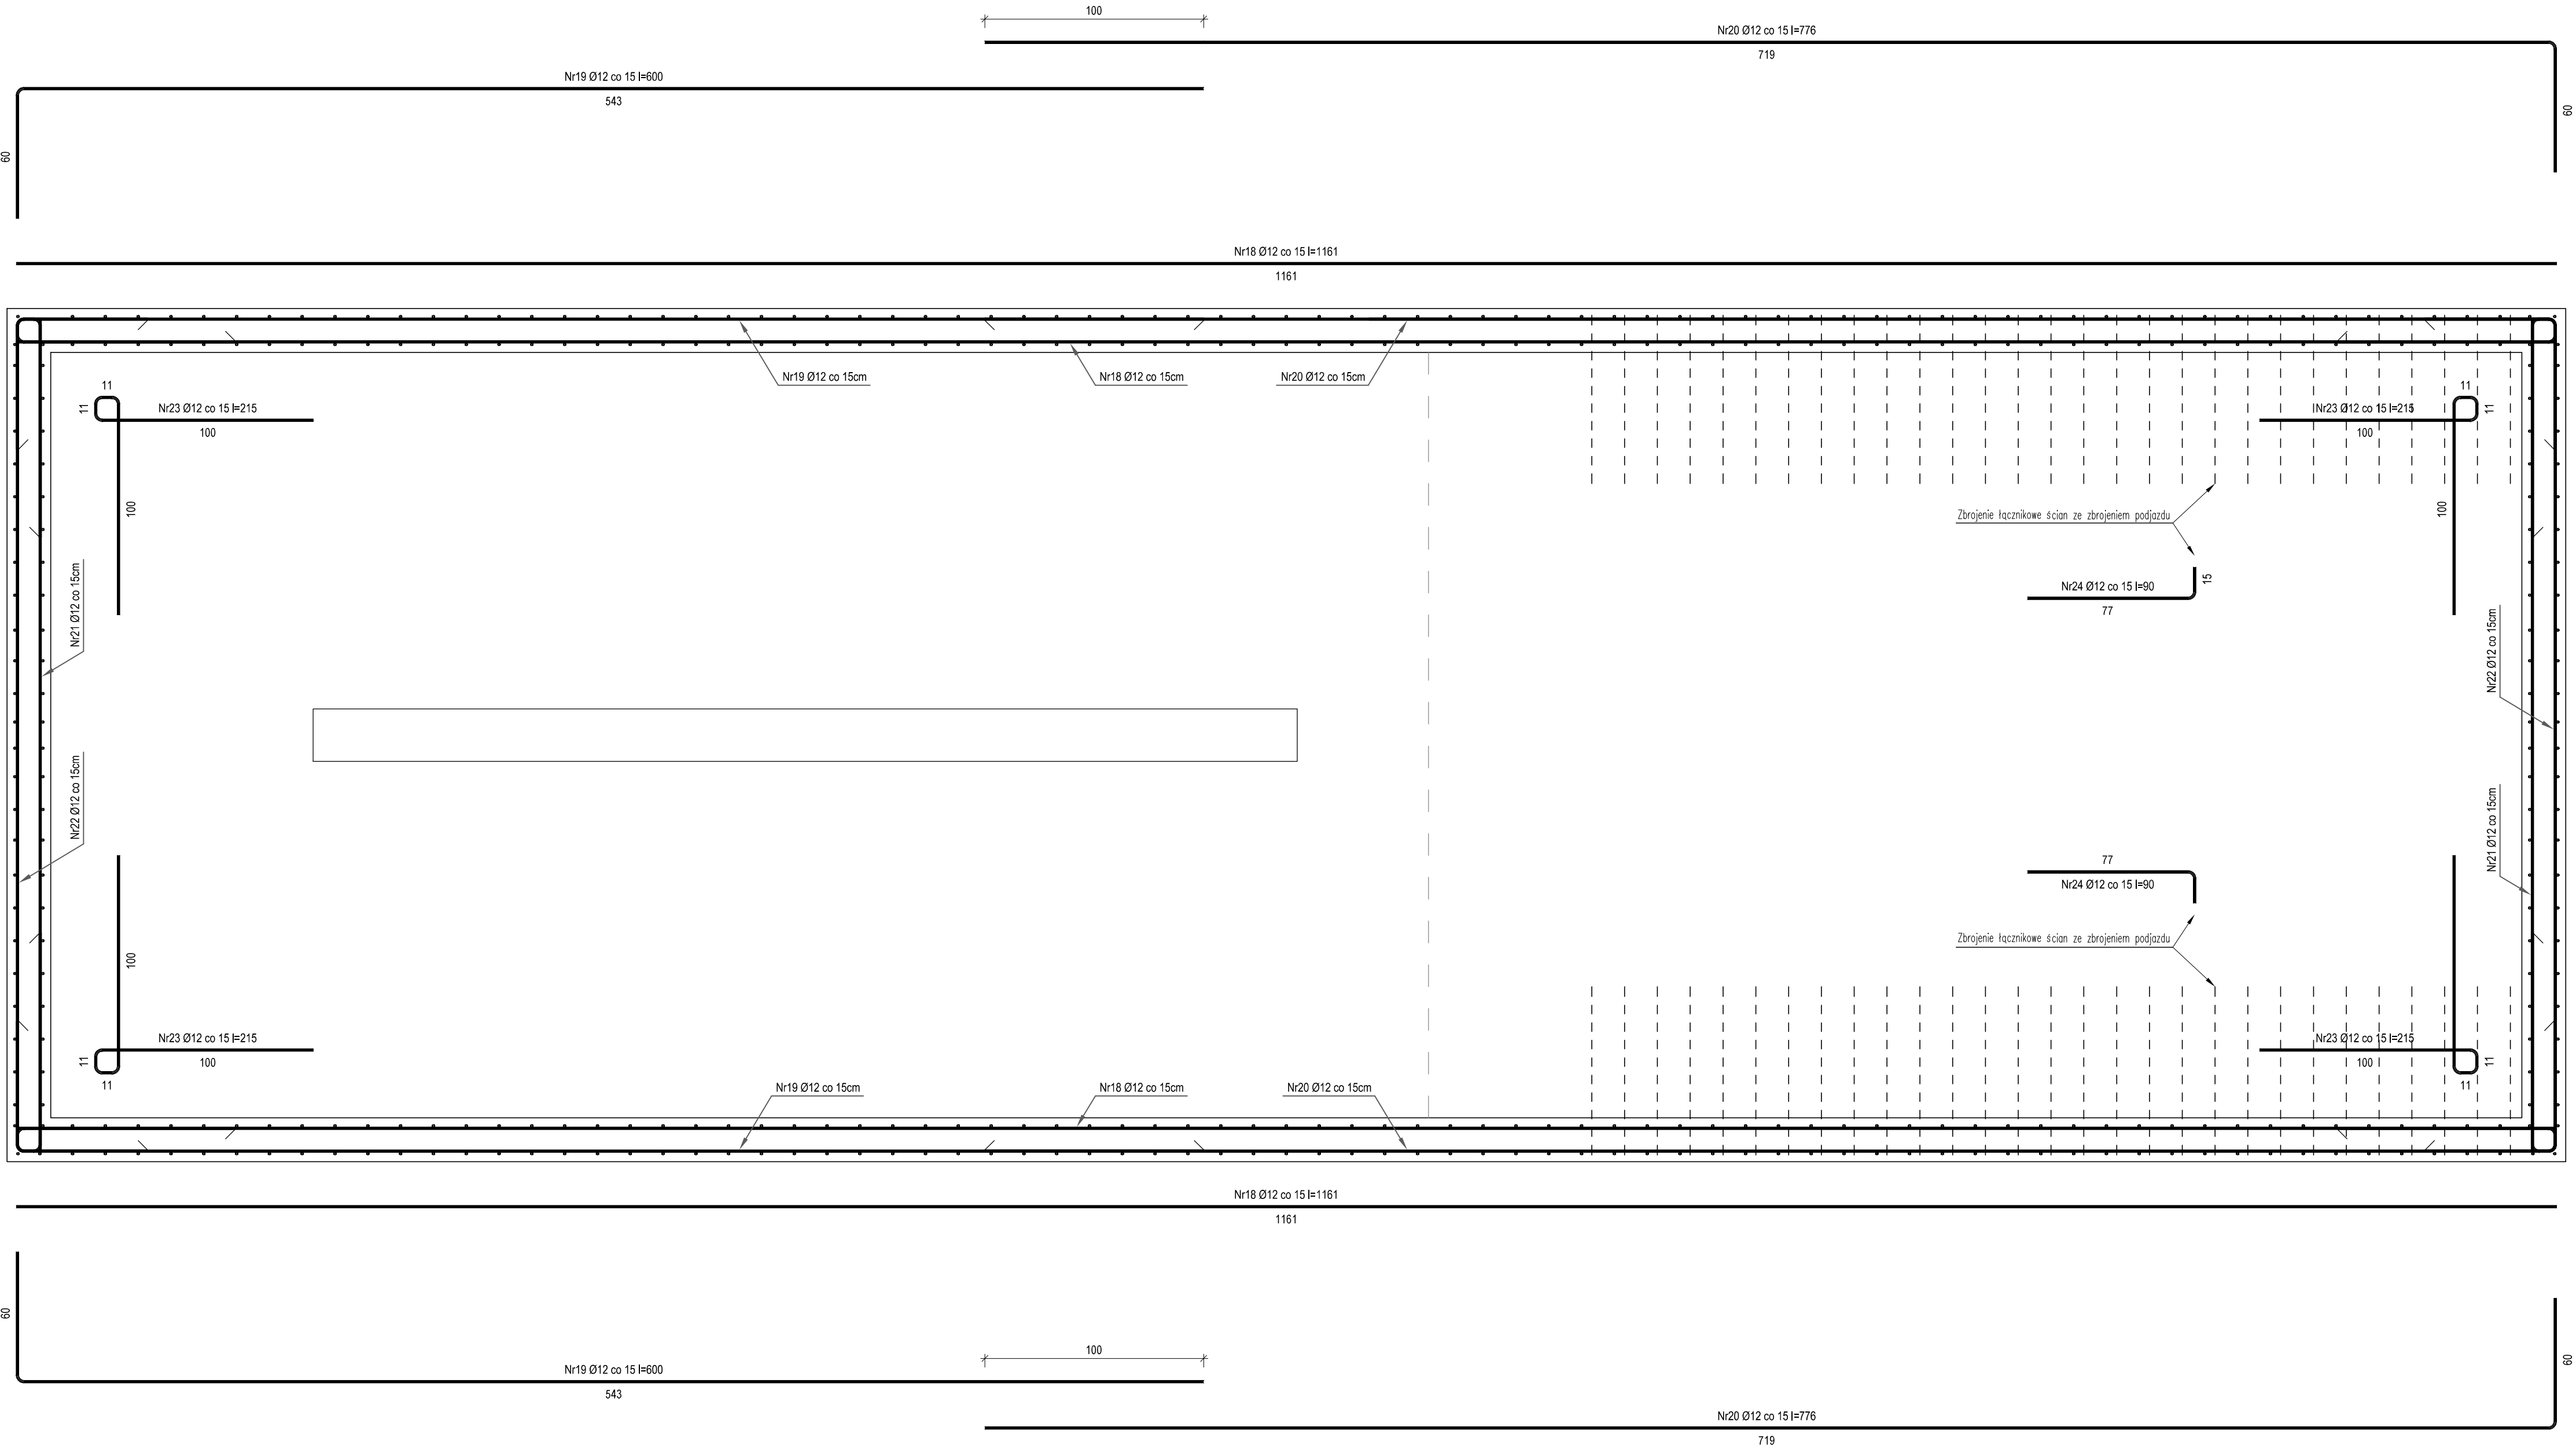 100
Nr20 Ø12 co 15 l=776
719
60
Nr19 Ø12 co 15 l=600
543
60
Nr18 Ø12 co 15 l=1161
1161
Nr19 Ø12 co 15cm
Nr18 Ø12 co 15cm
Nr20 Ø12 co 15cm
11
11
Nr23 Ø12 co 15 l=215
100
100
11
11
Nr23 Ø12 co 15 l=215
100
100
Zbrojenie łącznikowe ścian ze zbrojeniem podjazdu
Nr24 Ø12 co 15 l=90
77
15
Nr21 Ø12 co 15cm
Nr22 Ø12 co 15cm
Nr22 Ø12 co 15cm
Nr21 Ø12 co 15cm
77
Nr24 Ø12 co 15 l=90
Zbrojenie łącznikowe ścian ze zbrojeniem podjazdu
100
Nr23 Ø12 co 15 l=215
100
11
11
Nr23 Ø12 co 15 l=215
100
11
11
Nr19 Ø12 co 15cm
Nr18 Ø12 co 15cm
Nr20 Ø12 co 15cm
Nr18 Ø12 co 15 l=1161
1161
60
100
60
Nr19 Ø12 co 15 l=600
543
Nr20 Ø12 co 15 l=776
719